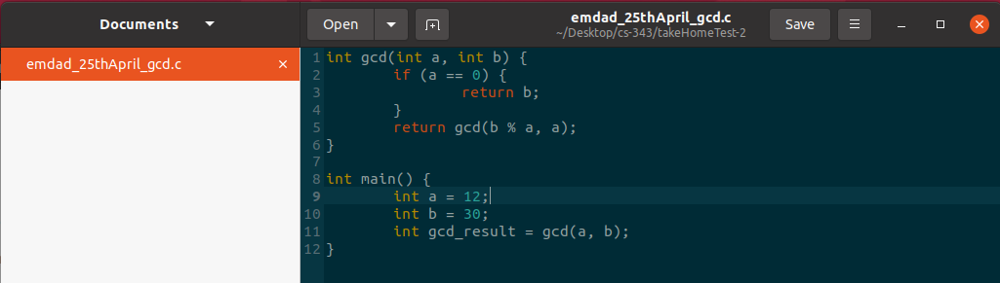 Documents
Open
emdad_25thApril_gcd.c
~/Desktop/cs-343/takeHomeTest-2
Save
emdad_25thApril_gcd.c
1 int gcd(int a, int b) {
2         if (a == 0) {
3                 return b;
4         }
5         return gcd(b % a, a);
6 }
7
8 int main() {
9         int a = 12;
10         int b = 30;
11         int gcd_result = gcd(a, b);
12 }